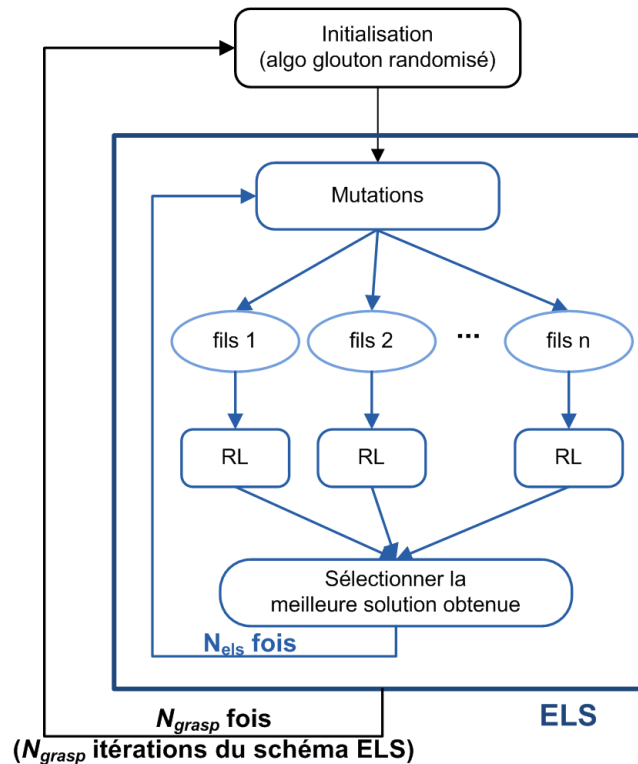 Initialisation
(algo glouton randomisé)
Mutations
fils 1
fils 2
...
fils n
RL
RL
RL
Sélectionner la
meilleure solution obtenue
Nels fois
ELS
Ngrasp fois
(Ngrasp itérations du schéma ELS)